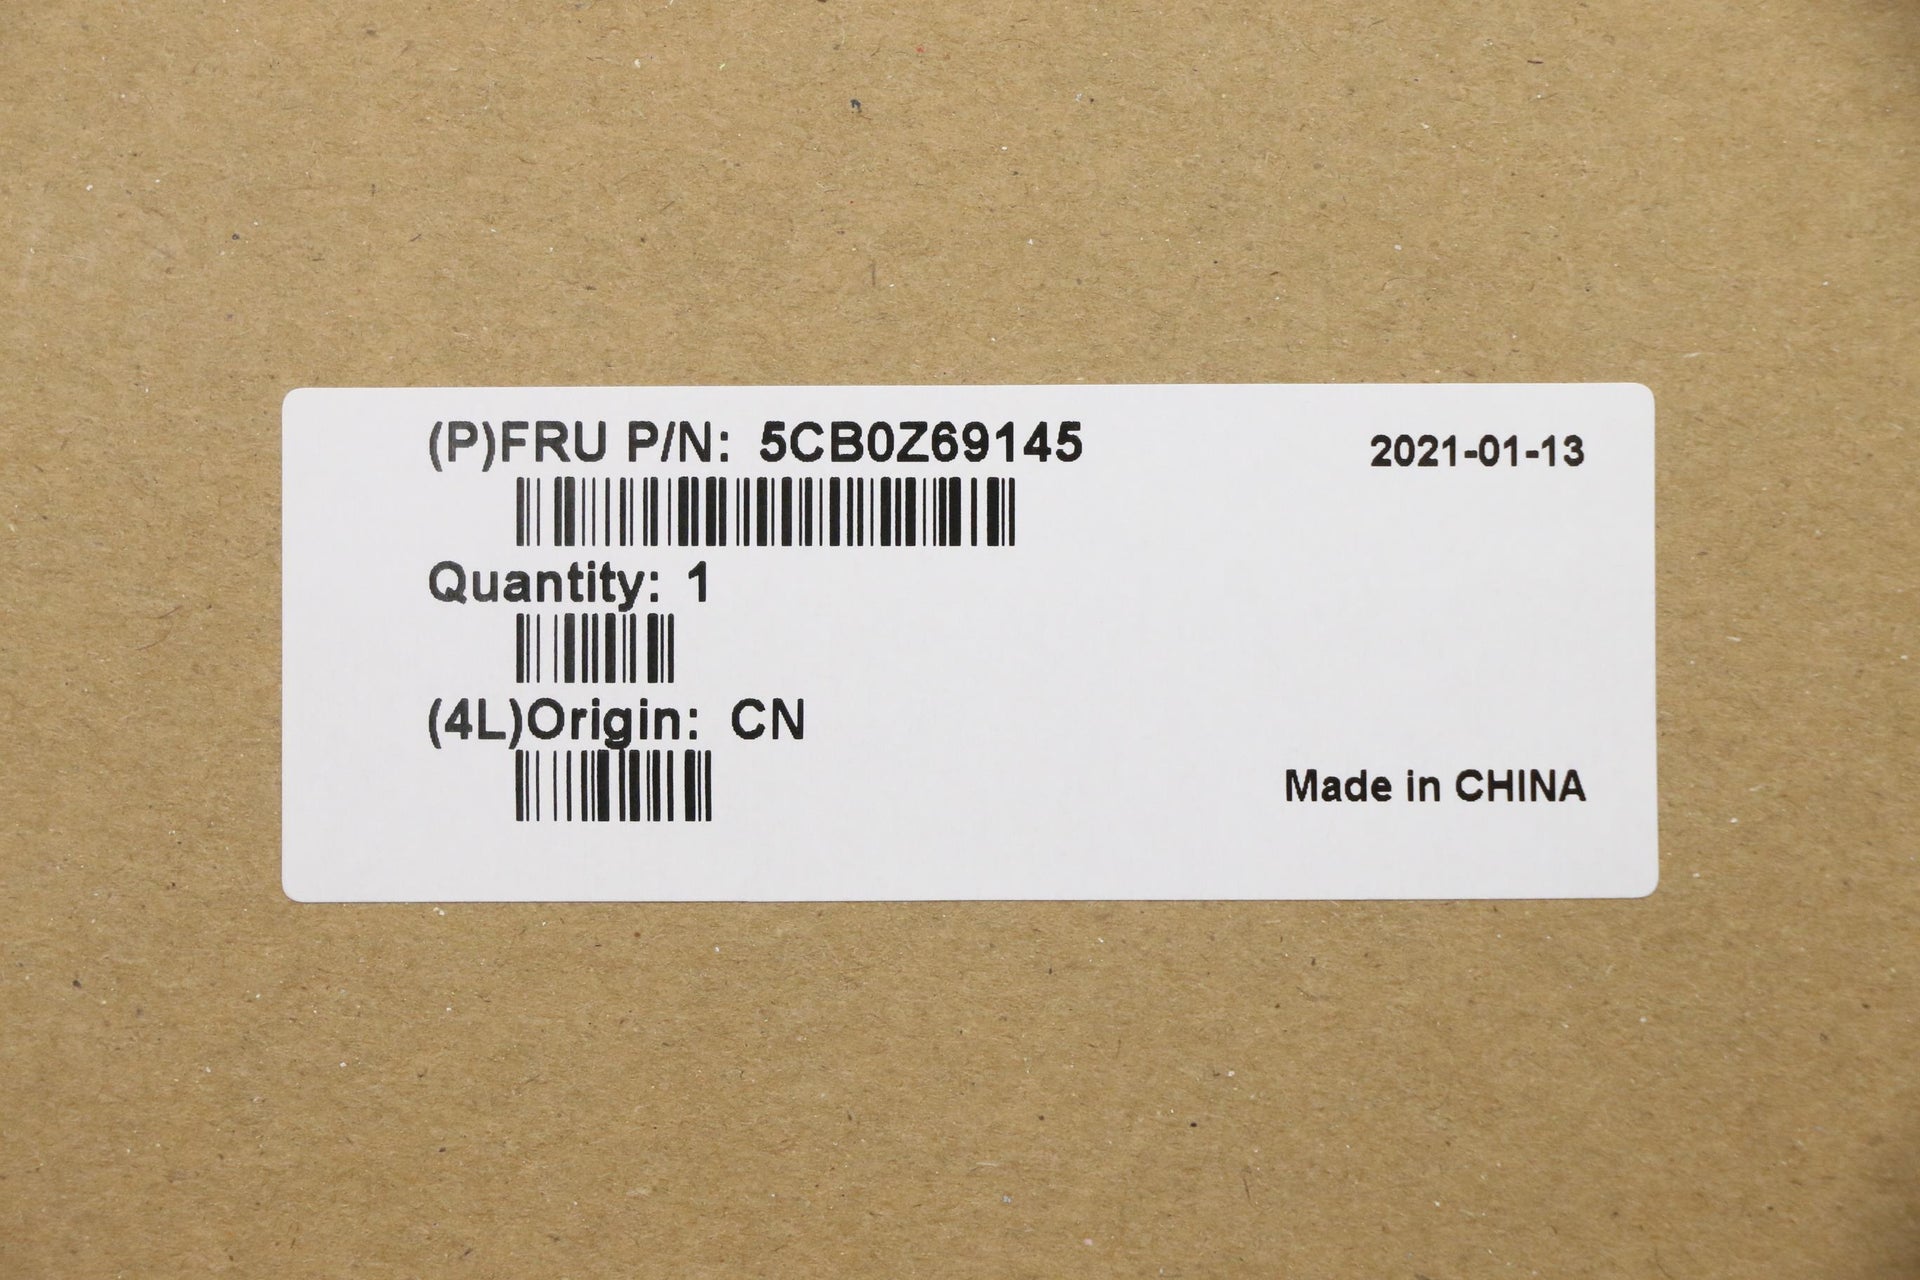 (P)FRU P/N: 5CB0Z69145
2021-01-13
Quantity: 1
(4L)Origin: CN
Made in CHINA